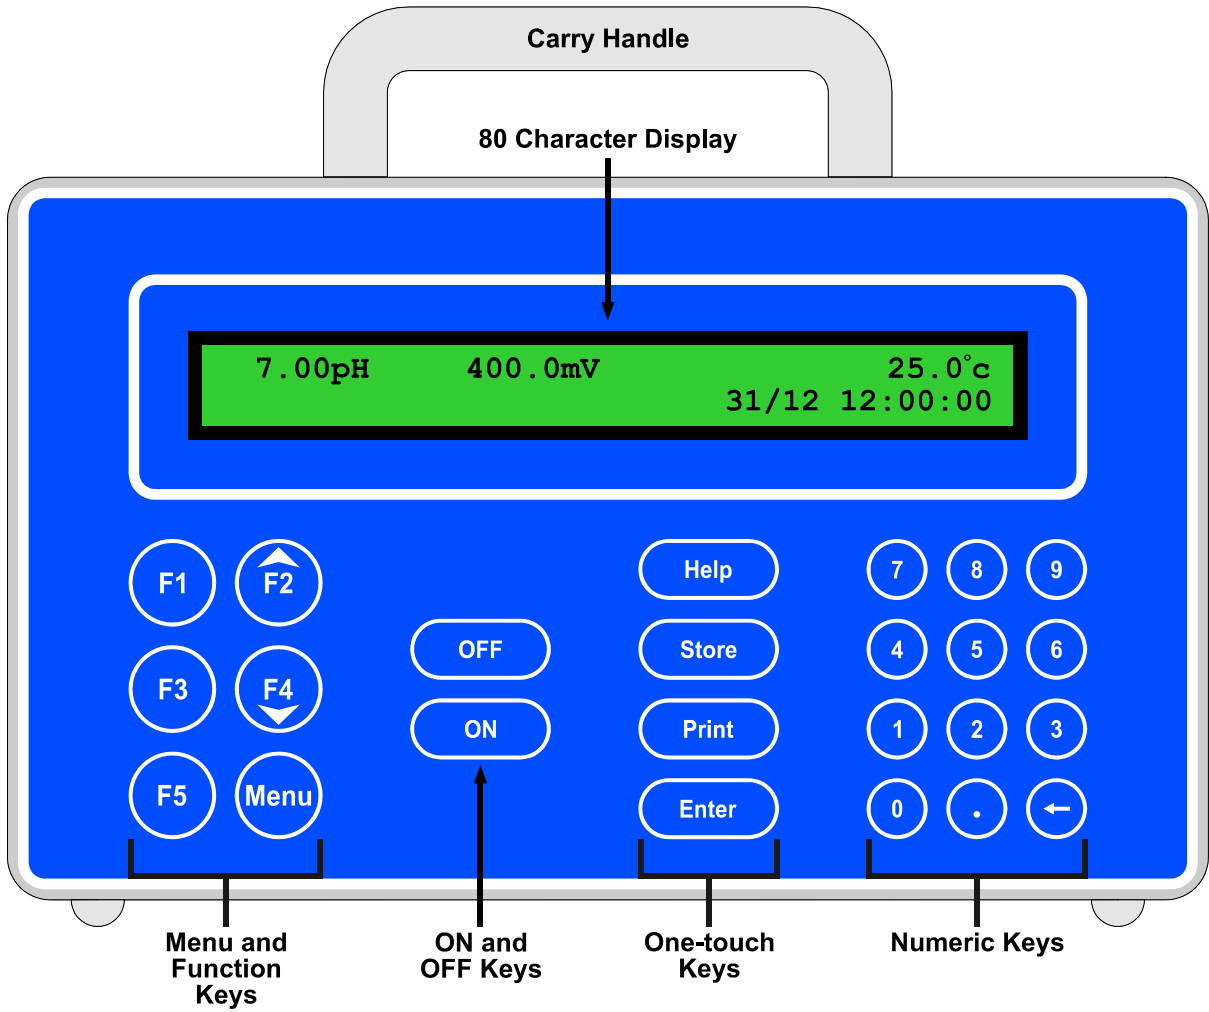 Carry Handle
80 Character Display
7.00pH 400.0mV 25.0°c
31/12 12:00:00
F1 F2 Help 7 8 9
OFF Store 4 5 6
F3 F4
ON Print 1 2 3
F5 Menu Enter 0 . ←
Menu and
Function
Keys
ON and
OFF Keys
One-touch
Keys
Numeric Keys